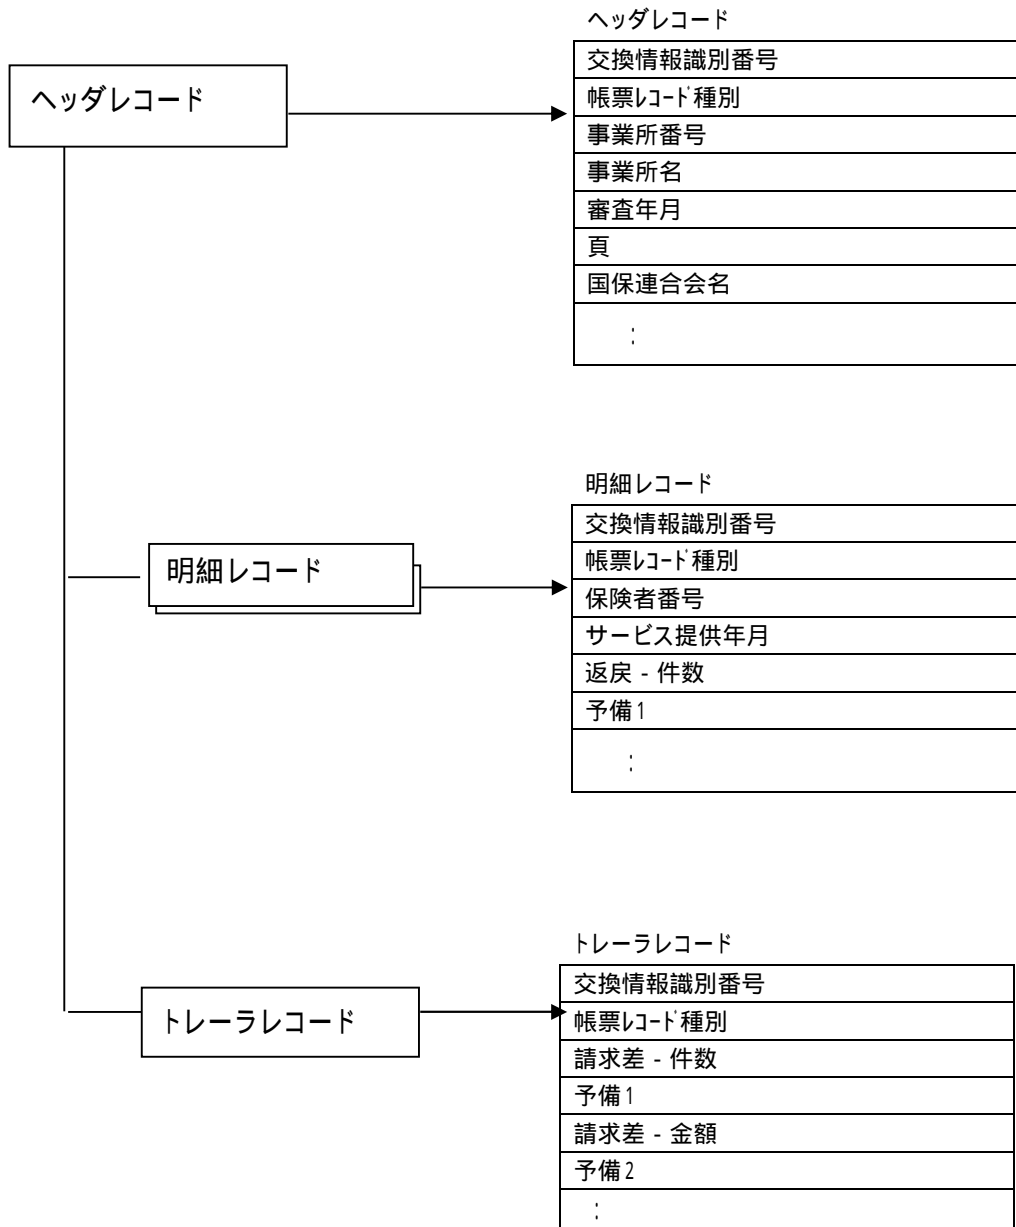 ヘッダレコード
ヘッダレコード
交換情報識別番号
帳票ﾚｺｰﾄﾞ種別
事業所番号
事業所名
審査年月
頁
国保連合会名
:
明細レコード
明細レコード
交換情報識別番号
帳票ﾚｺｰﾄﾞ種別
保険者番号
サービス提供年月
返戻 - 件数
予備1
:
トレーラレコード
トレーラレコード
交換情報識別番号
帳票ﾚｺｰﾄﾞ種別
請求差 - 件数
予備1
請求差 - 金額
予備2
: